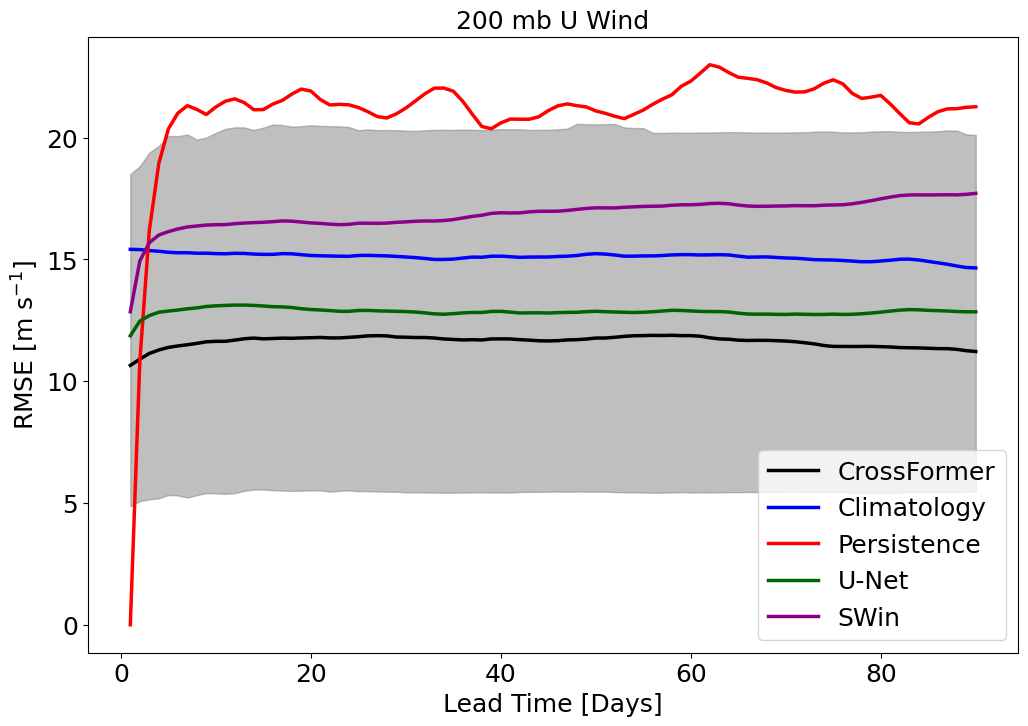 200 mb U Wind
RMSE [m s⁻¹]
20
15
10
5
0
0 20 40 60 80
Lead Time [Days]
CrossFormer
Climatology
Persistence
U-Net
SWin